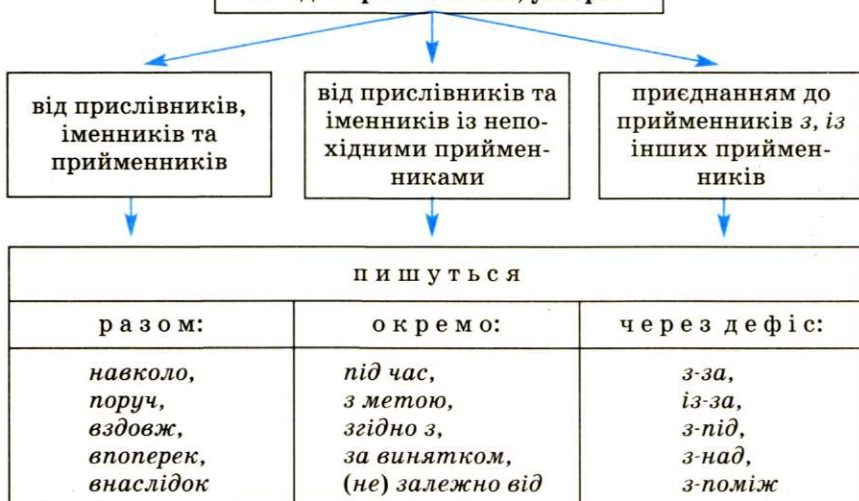 від прислівників,
іменників та
прийменників
від прислівників та
іменників із непо-
хідними приймен-
никами
приєднанням до
прийменників з, із
інших приймен-
ників
пишуться
разом:
окремо:
через дефіс:
навколо,
поруч,
вздовж,
впоперек,
внаслідок
під час,
з метою,
згідно з,
за винятком,
(не) залежно від
з-за,
із-за,
з-під,
з-над,
з-поміж